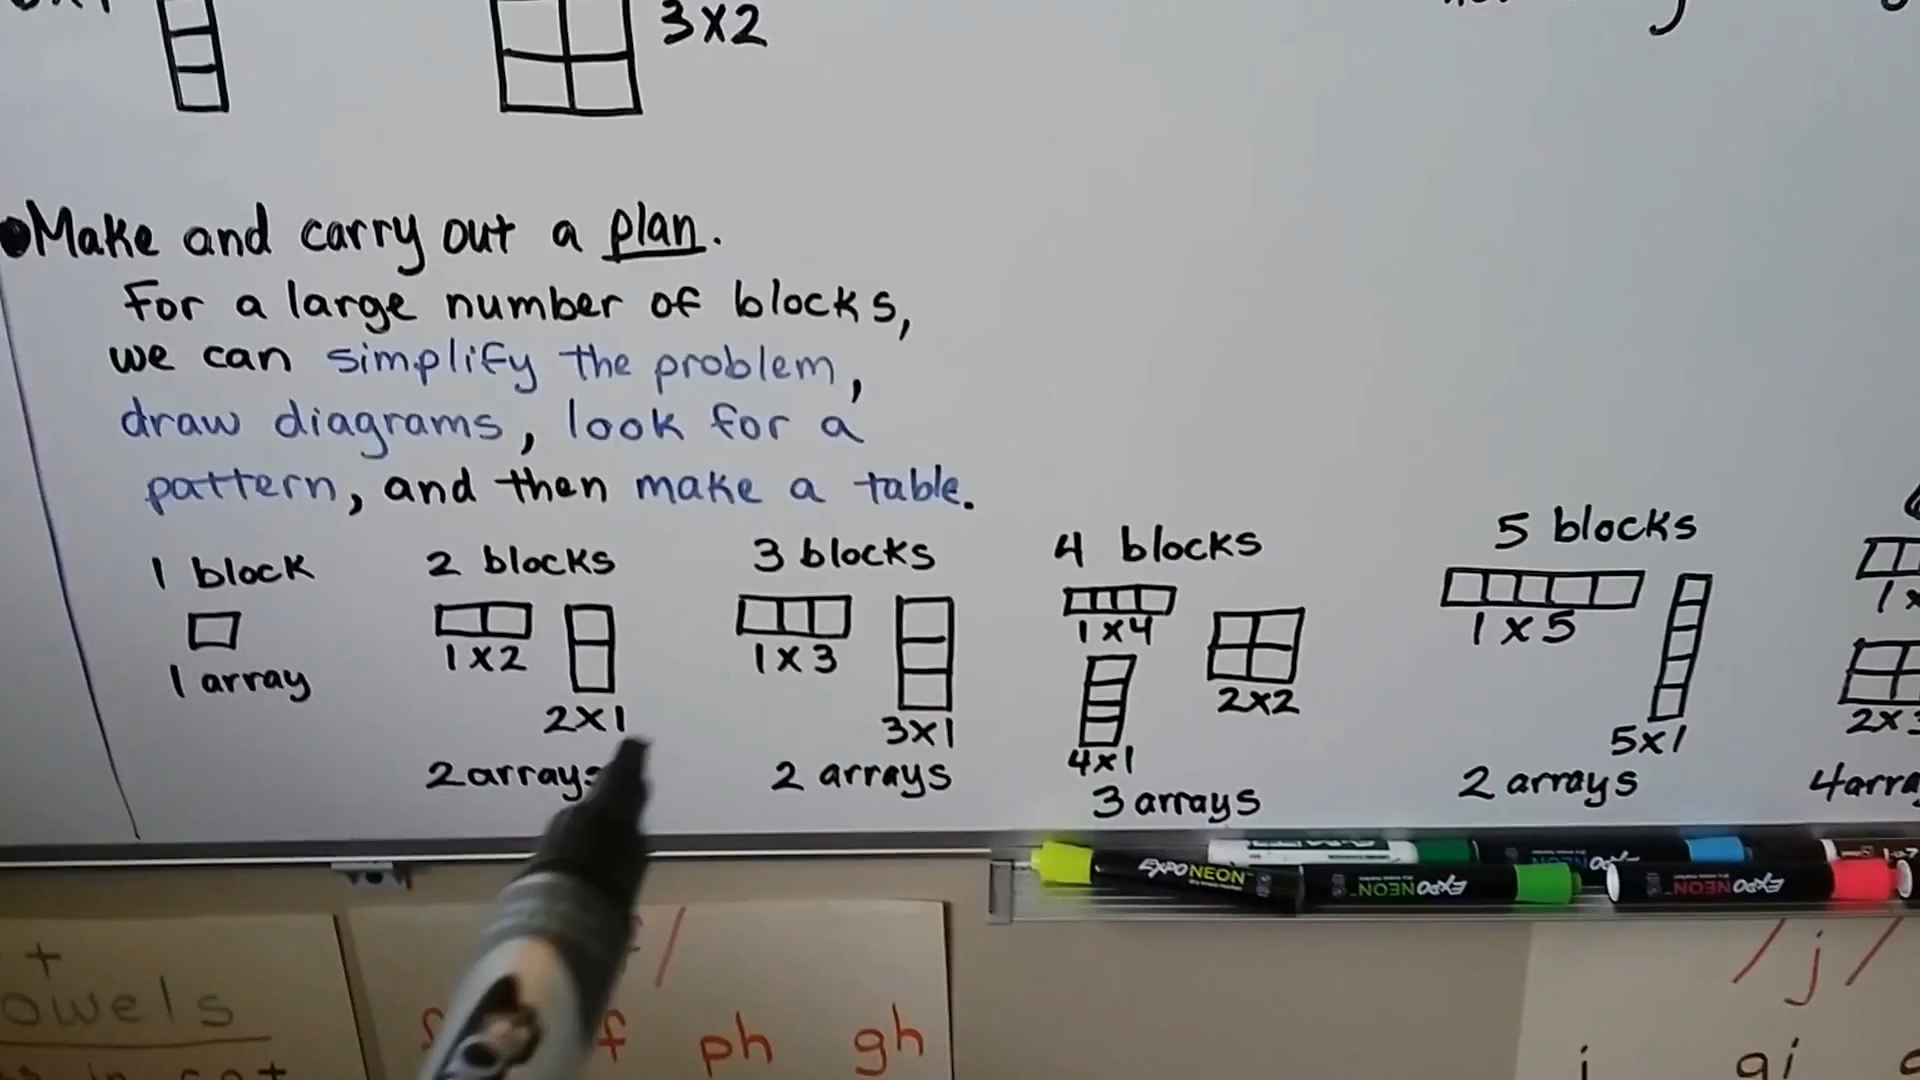 3x2
Make and carry out a plan.
For a large number of blocks,
we can simplify the problem,
draw diagrams, look for a
pattern, and then make a table.
1 block
1 array
2 blocks
1x2
2x1
2 arrays
3 blocks
1x3
3x1
2 arrays
4 blocks
1x4
2x2
4x1
3 arrays
5 blocks
1x5
5x1
2 arrays
EXPO NEON
NEON EXPO
NEON EXPO
+
ph gh
/j/